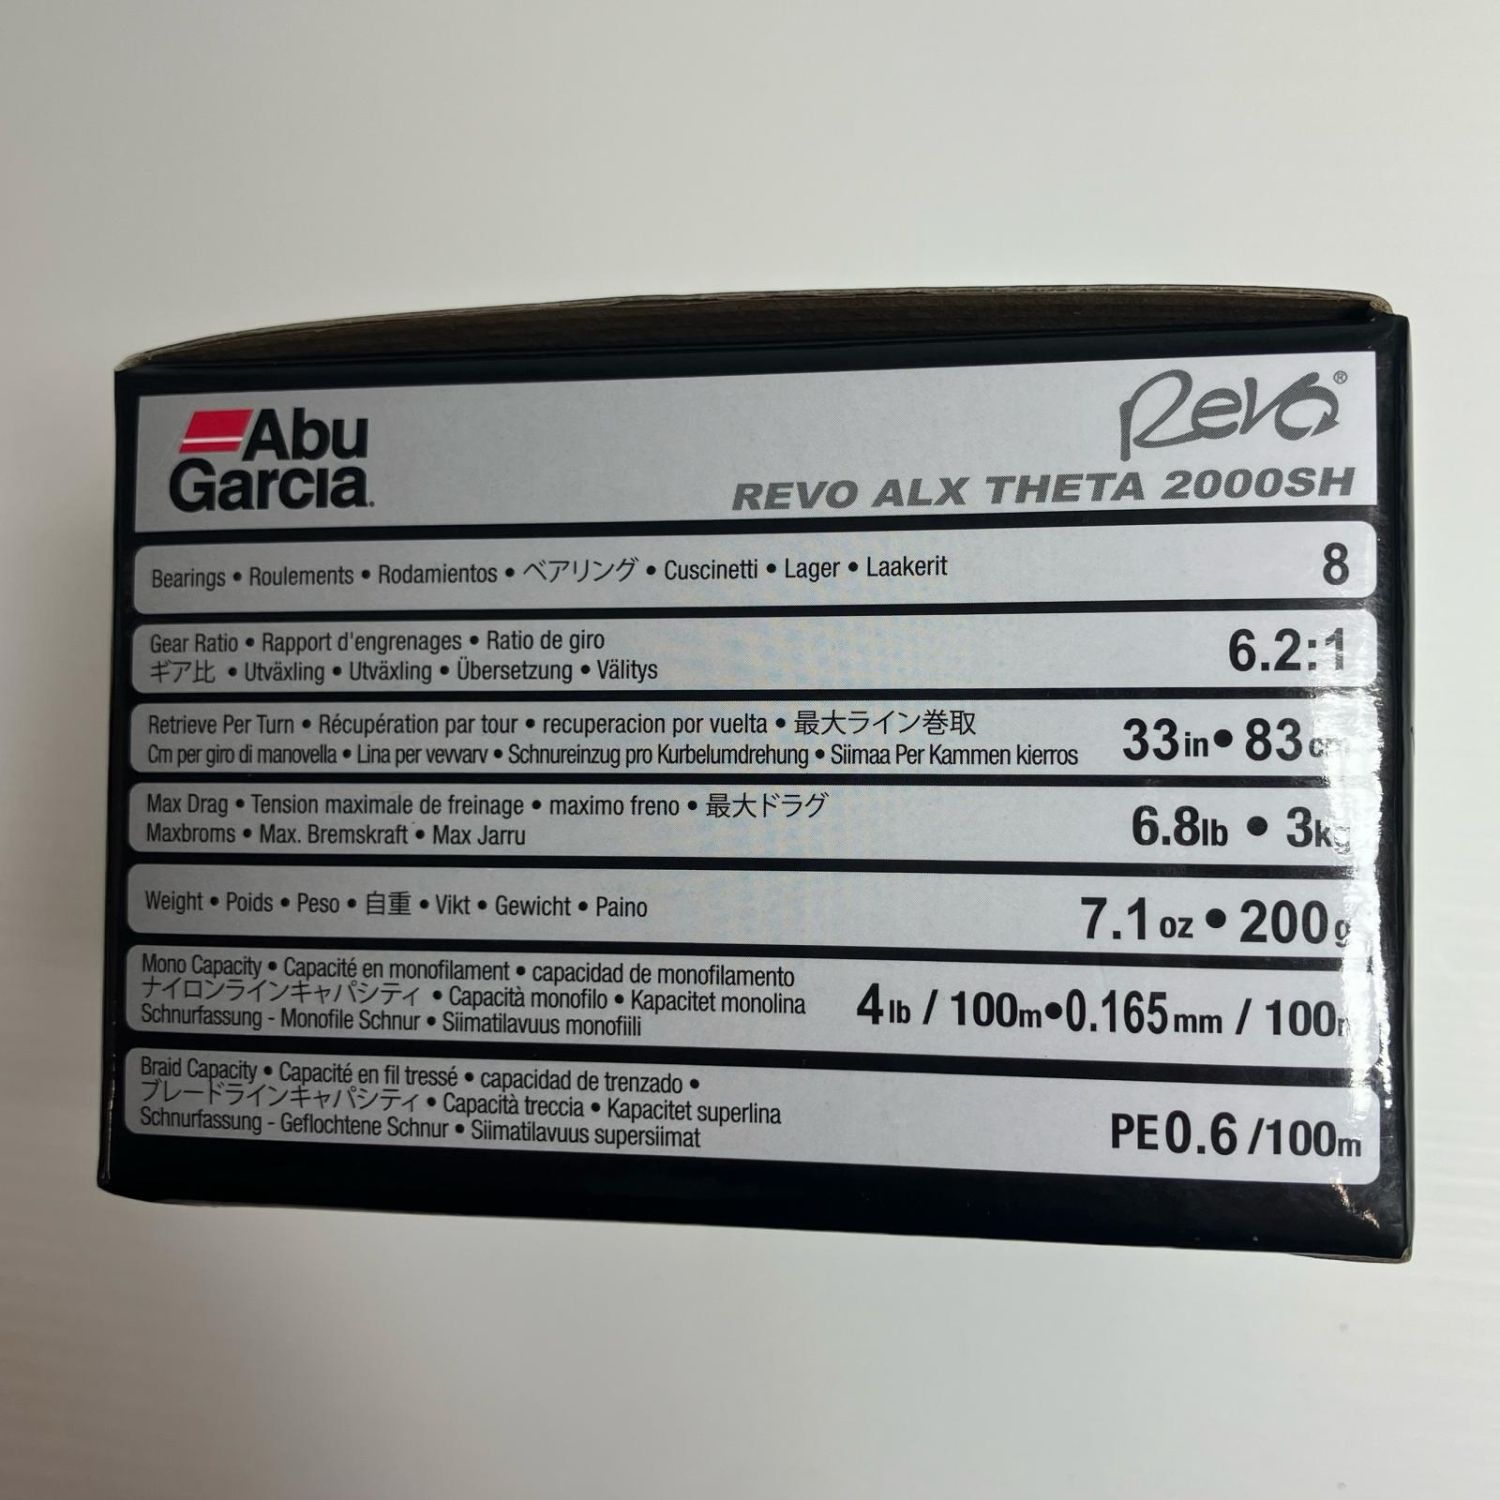 Abu
Garcia
Revo®
REVO ALX THETA 2000SH
Bearings • Roulements • Rodamientos • ベアリング • Cuscinetti • Lager • Laakerit
8
Gear Ratio • Rapport d'engrenages • Ratio de giro
ギア比 • Utväxling • Utväxling • Übersetzung • Välitys
6.2:1
Retrieve Per Turn • Récupération par tour • recuperacion por vuelta • 最大ライン巻取
Cm per giro di manovella • Lina per vevvarv • Schnureinzug pro Kurbelumdrehung • Siimaa Per Kammen kierros
33in • 83cm
Max Drag • Tension maximale de freinage • maximo freno • 最大ドラグ
Maxbroms • Max. Bremskraft • Max Jarru
6.8lb • 3kg
Weight • Poids • Peso • 自重 • Vikt • Gewicht • Paino
7.1oz • 200g
Mono Capacity • Capacité en monofilament • capacidad de monofilamento
ナイロンラインキャパシティ • Capacità monofilo • Kapacitet monolina
Schnurfassung - Monofile Schnur • Siimatilavuus monofiili
4lb / 100m•0.165mm / 100m
Braid Capacity • Capacité en fil tressé • capacidad de trenzado •
ブレードラインキャパシティ • Capacità treccia • Kapacitet superlina
Schnurfassung - Geflochtene Schnur • Siimatilavuus supersiimat
PE0.6 /100m